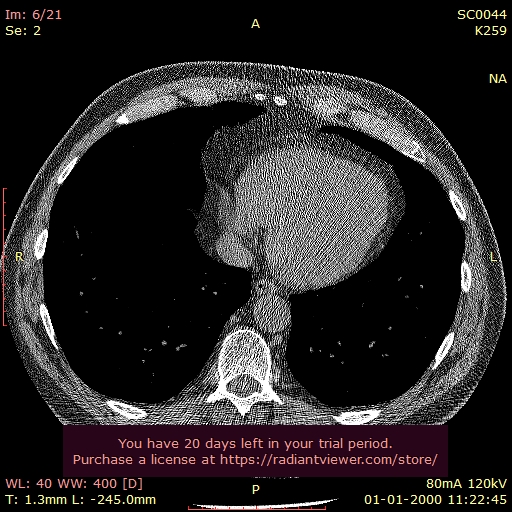 Im: 6/21
Se: 2
A
SC0044
K259
NA
R
L
You have 20 days left in your trial period.
Purchase a license at https://radiantviewer.com/store/
WL: 40 WW: 400 [D]
T: 1.3mm L: -245.0mm
P
80mA 120kV
01-01-2000 11:22:45